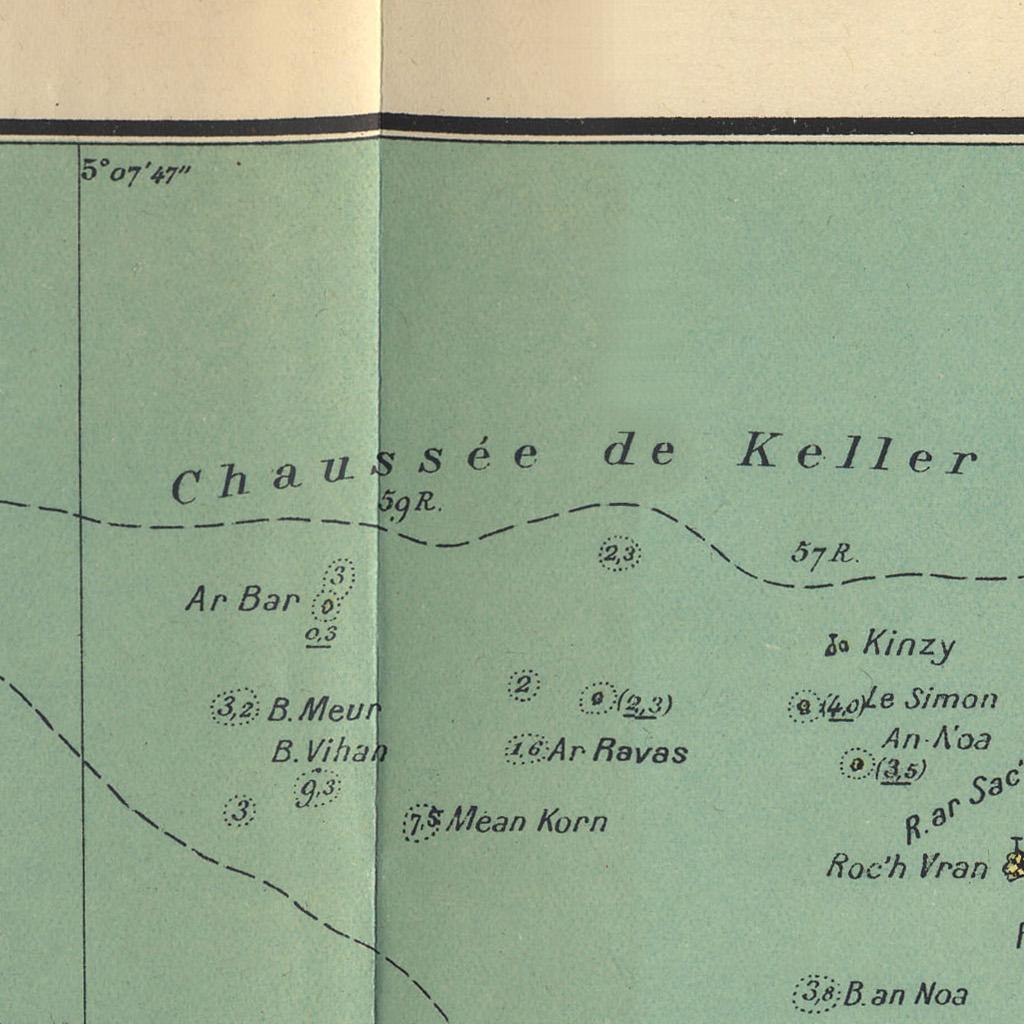 5°07'47"
Chaussée de Keller
59R.
2,3
57R.
3
Ar Bar
0,3
Kinzy
2
(2,3)
(4,0) Le Simon
3,2 B. Meur
An-N'oa
B. Vihan
1,6 Ar Ravas
(3,5)
9,3
R. ar Sac'
3
7,5 Mean Korn
Roc'h Vran
3,8 B. an Noa